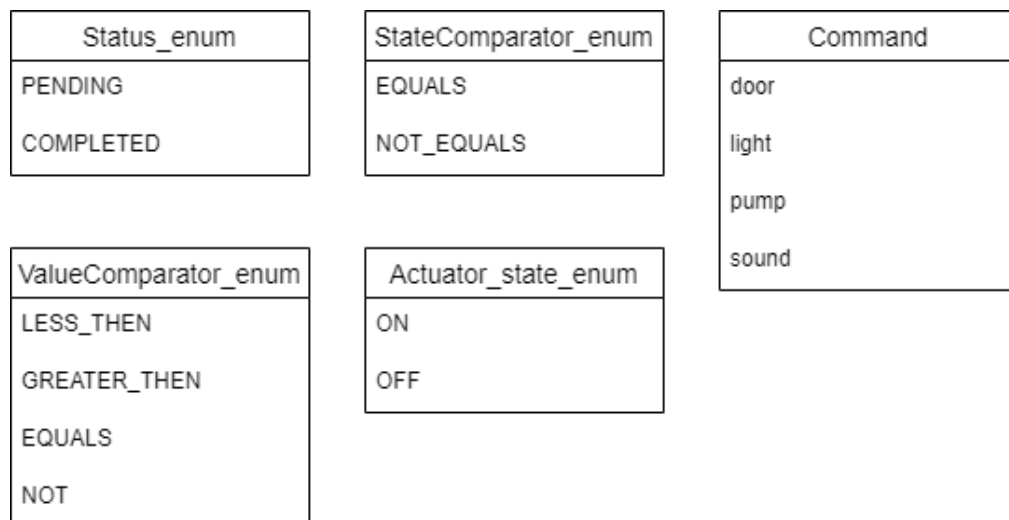 Status_enum
PENDING
COMPLETED
StateComparator_enum
EQUALS
NOT_EQUALS
Command
door
light
pump
sound
ValueComparator_enum
LESS_THEN
GREATER_THEN
EQUALS
NOT
Actuator_state_enum
ON
OFF